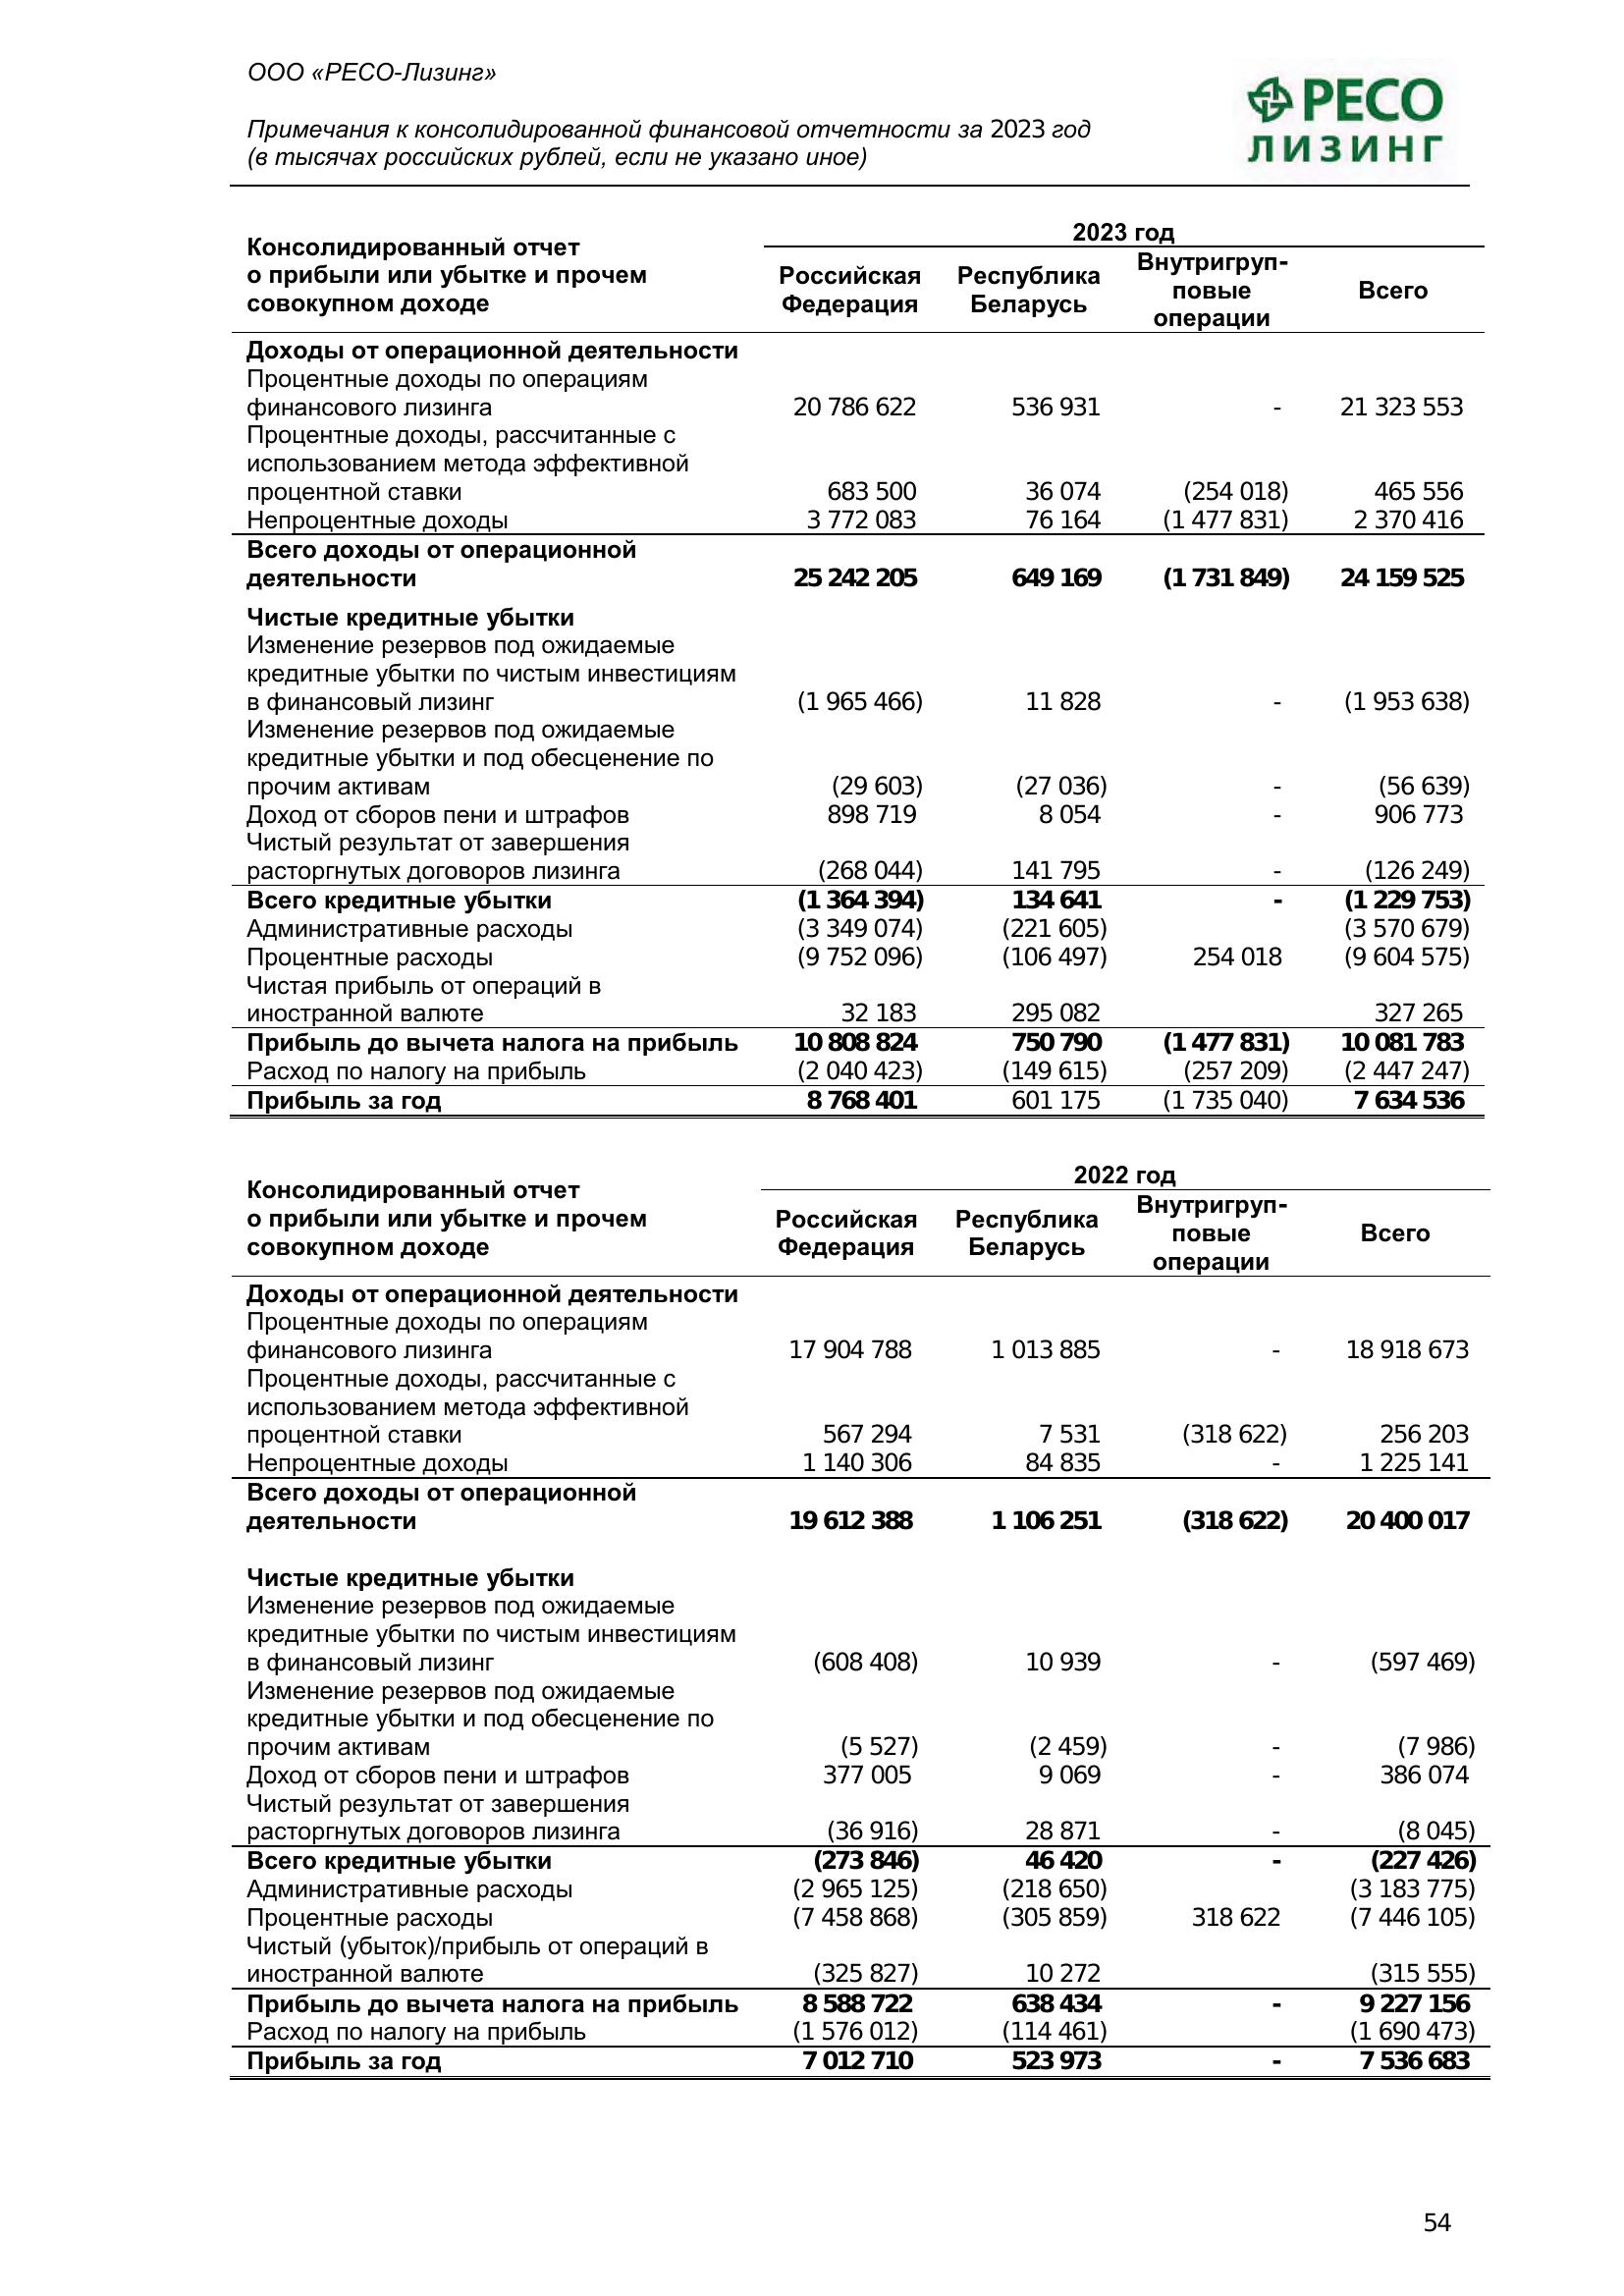 ООО «РЕСО-Лизинг»
РЕСО
ЛИЗИНГ
Примечания к консолидированной финансовой отчетности за 2023 год
(в тысячах российских рублей, если не указано иное)
2023 год
Консолидированный отчет
о прибыли или убытке и прочем
совокупном доходе
Российская
Федерация
Республика
Беларусь
Внутригруп-
повые
операции
Всего
Доходы от операционной деятельности
Процентные доходы по операциям
финансового лизинга 20 786 622 536 931 - 21 323 553
Процентные доходы, рассчитанные с
использованием метода эффективной
процентной ставки 683 500 36 074 (254 018) 465 556
Непроцентные доходы 3 772 083 76 164 (1 477 831) 2 370 416
Всего доходы от операционной
деятельности 25 242 205 649 169 (1 731 849) 24 159 525
Чистые кредитные убытки
Изменение резервов под ожидаемые
кредитные убытки по чистым инвестициям
в финансовый лизинг (1 965 466) 11 828 - (1 953 638)
Изменение резервов под ожидаемые
кредитные убытки и под обесценение по
прочим активам (29 603) (27 036) - (56 639)
Доход от сборов пени и штрафов 898 719 8 054 - 906 773
Чистый результат от завершения
расторгнутых договоров лизинга (268 044) 141 795 - (126 249)
Всего кредитные убытки (1 364 394) 134 641 - (1 229 753)
Административные расходы (3 349 074) (221 605) (3 570 679)
Процентные расходы (9 752 096) (106 497) 254 018 (9 604 575)
Чистая прибыль от операций в
иностранной валюте 32 183 295 082 327 265
Прибыль до вычета налога на прибыль 10 808 824 750 790 (1 477 831) 10 081 783
Расход по налогу на прибыль (2 040 423) (149 615) (257 209) (2 447 247)
Прибыль за год 8 768 401 601 175 (1 735 040) 7 634 536
2022 год
Консолидированный отчет
о прибыли или убытке и прочем
совокупном доходе
Российская
Федерация
Республика
Беларусь
Внутригруп-
повые
операции
Всего
Доходы от операционной деятельности
Процентные доходы по операциям
финансового лизинга 17 904 788 1 013 885 - 18 918 673
Процентные доходы, рассчитанные с
использованием метода эффективной
процентной ставки 567 294 7 531 (318 622) 256 203
Непроцентные доходы 1 140 306 84 835 - 1 225 141
Всего доходы от операционной
деятельности 19 612 388 1 106 251 (318 622) 20 400 017
Чистые кредитные убытки
Изменение резервов под ожидаемые
кредитные убытки по чистым инвестициям
в финансовый лизинг (608 408) 10 939 - (597 469)
Изменение резервов под ожидаемые
кредитные убытки и под обесценение по
прочим активам (5 527) (2 459) - (7 986)
Доход от сборов пени и штрафов 377 005 9 069 - 386 074
Чистый результат от завершения
расторгнутых договоров лизинга (36 916) 28 871 - (8 045)
Всего кредитные убытки (273 846) 46 420 - (227 426)
Административные расходы (2 965 125) (218 650) (3 183 775)
Процентные расходы (7 458 868) (305 859) 318 622 (7 446 105)
Чистый (убыток)/прибыль от операций в
иностранной валюте (325 827) 10 272 (315 555)
Прибыль до вычета налога на прибыль 8 588 722 638 434 - 9 227 156
Расход по налогу на прибыль (1 576 012) (114 461) (1 690 473)
Прибыль за год 7 012 710 523 973 - 7 536 683
54